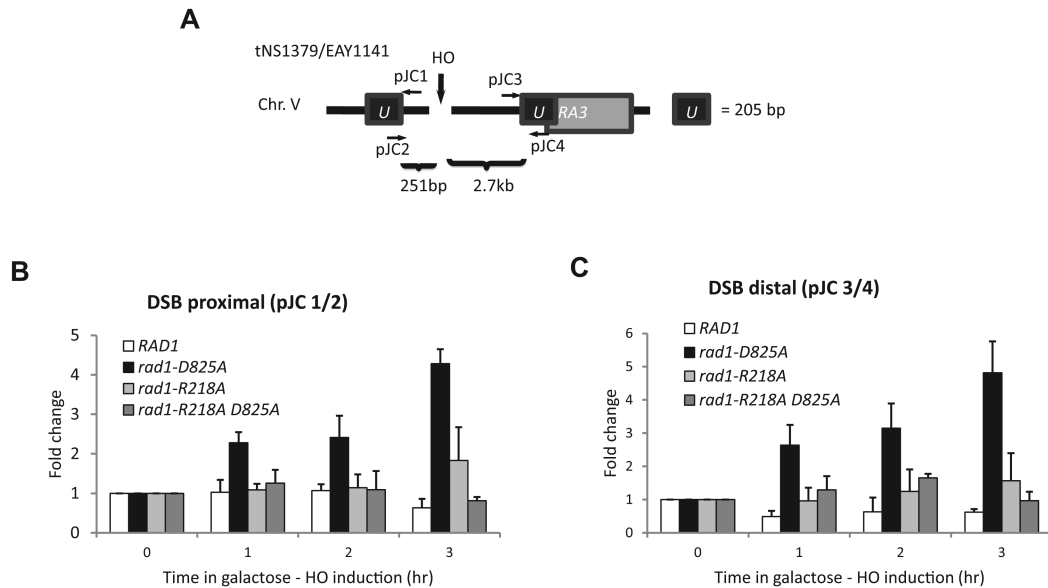 A
tNS1379/EAY1141
HO
pJC1
pJC3
Chr. V
U
U
RA3
U
= 205 bp
pJC2
pJC4
251bp
2.7kb
B
DSB proximal (pJC 1/2)
RAD1
rad1-D825A
rad1-R218A
rad1-R218A D825A
Fold change
5
4
3
2
1
0
0
1
2
3
Time in galactose - HO induction (hr)
C
DSB distal (pJC 3/4)
RAD1
rad1-D825A
rad1-R218A
rad1-R218A D825A
Fold change
6
5
4
3
2
1
0
0
1
2
3
Time in galactose - HO induction (hr)